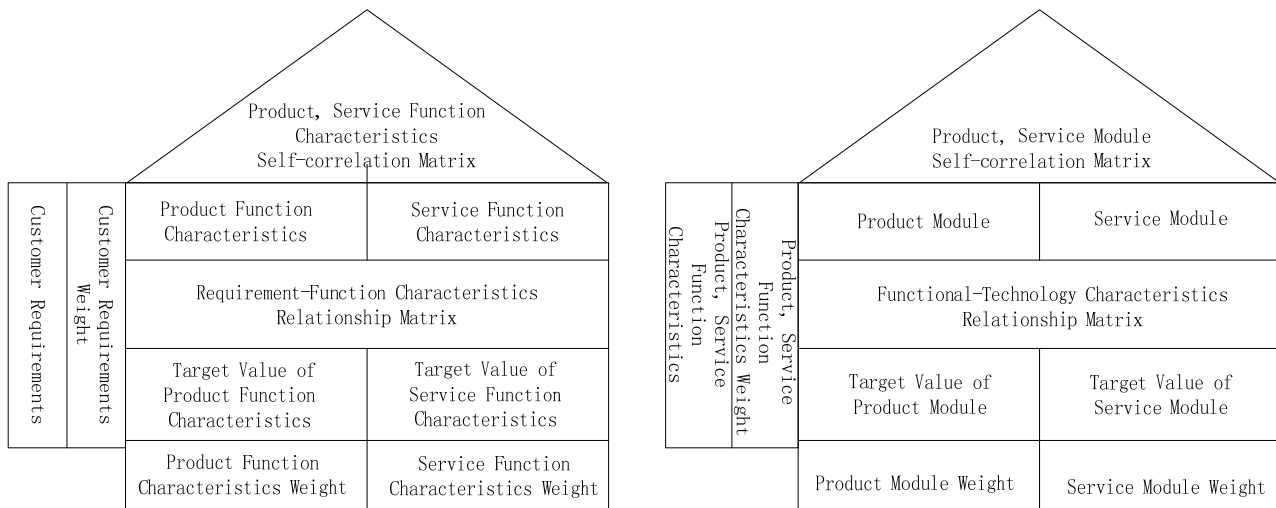 Product, Service Function
Characteristics
Self-correlation Matrix
Customer Requirements
Customer Requirements
Weight
Product Function
Characteristics
Service Function
Characteristics
Requirement-Function Characteristics
Relationship Matrix
Target Value of
Product Function
Characteristics
Target Value of
Service Function
Characteristics
Product Function
Characteristics Weight
Service Function
Characteristics Weight
Product, Service Module
Self-correlation Matrix
Product, Service
Function
Characteristics
Product, Service
Function
Characteristics Weight
Product Module
Service Module
Functional-Technology Characteristics
Relationship Matrix
Target Value of
Product Module
Target Value of
Service Module
Product Module Weight
Service Module Weight